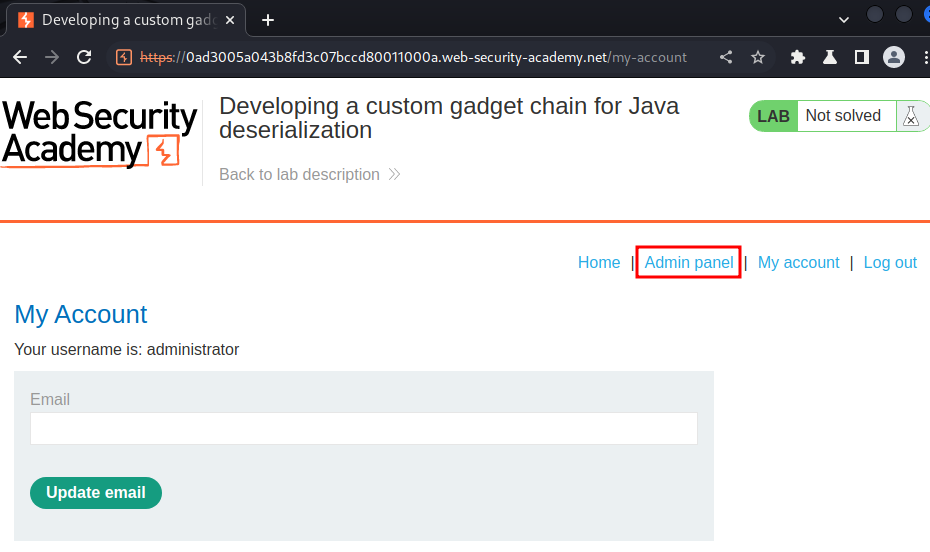 Developing a custom gadg
https://0ad3005a043b8fd3c07bccd80011000a.web-security-academy.net/my-account
Web Security
Academy
Developing a custom gadget chain for Java
deserialization
LAB Not solved
Back to lab description
Home | Admin panel | My account | Log out
My Account
Your username is: administrator
Email
Update email